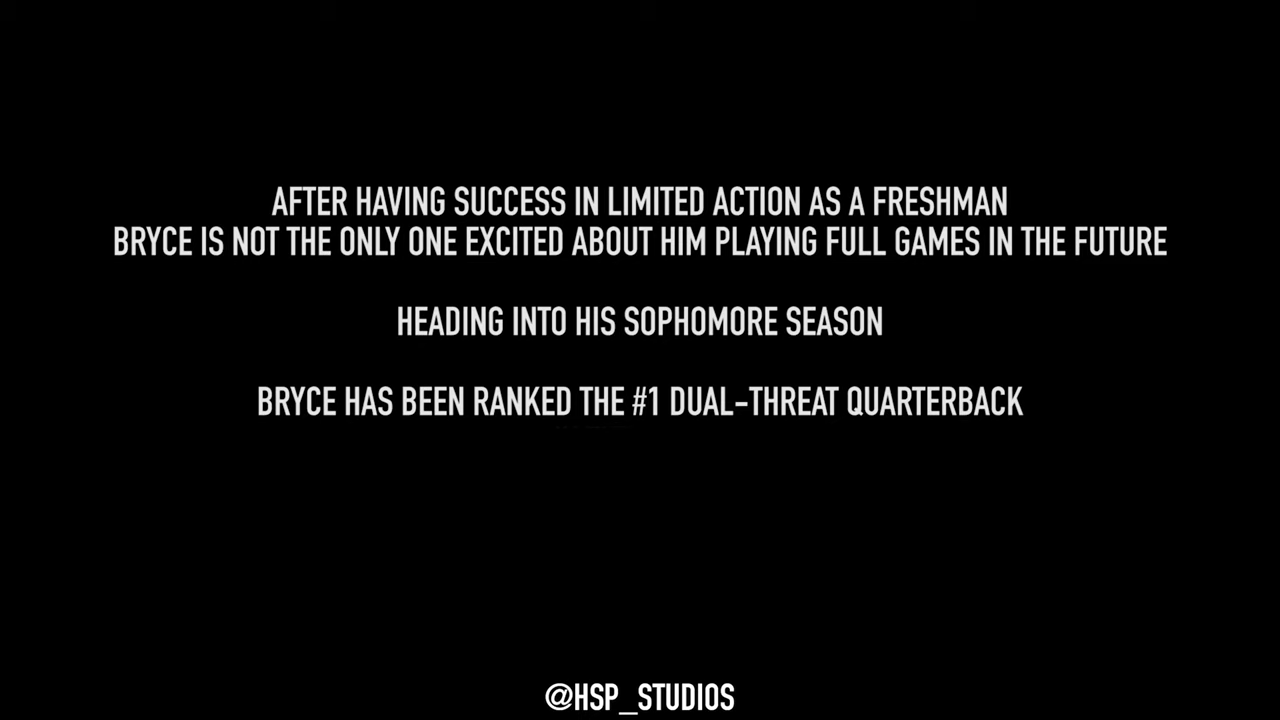 AFTER HAVING SUCCESS IN LIMITED ACTION AS A FRESHMAN
BRYCE IS NOT THE ONLY ONE EXCITED ABOUT HIM PLAYING FULL GAMES IN THE FUTURE
HEADING INTO HIS SOPHOMORE SEASON
BRYCE HAS BEEN RANKED THE #1 DUAL-THREAT QUARTERBACK
@HSP_STUDIOS